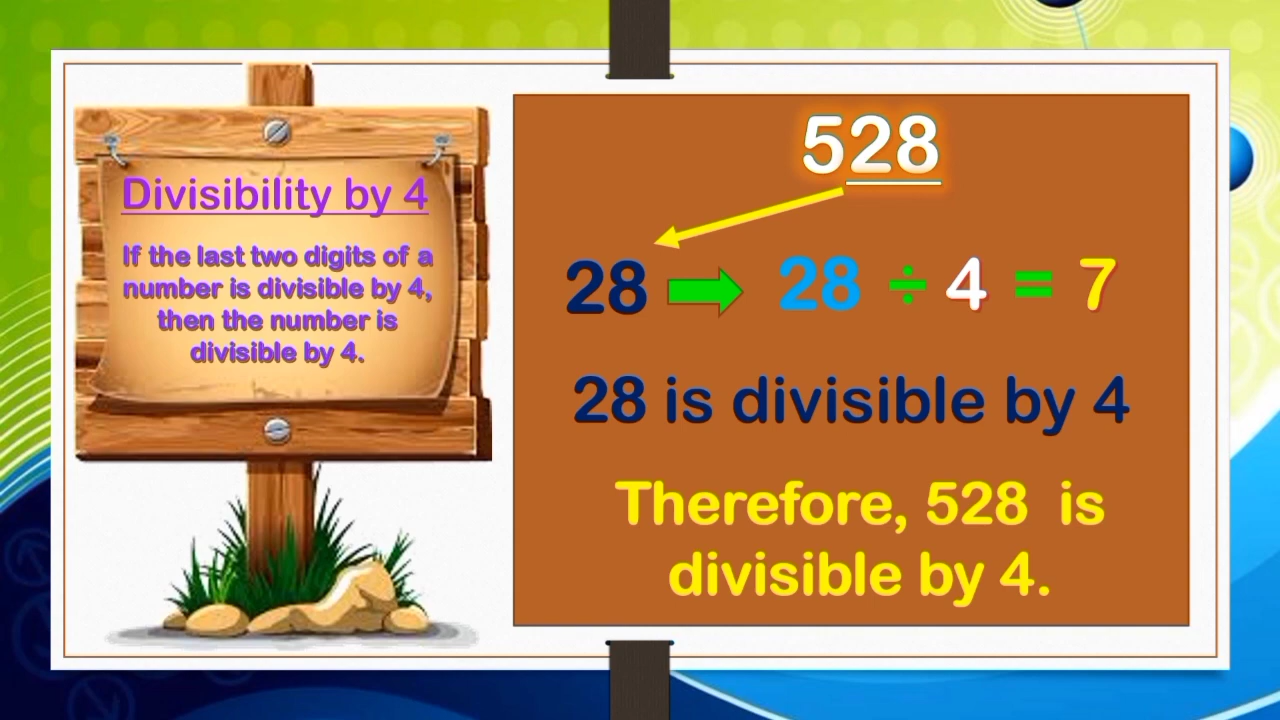 Divisibility by 4
If the last two digits of a
number is divisible by 4,
then the number is
divisible by 4.
528
28 28 ÷ 4 = 7
28 is divisible by 4
Therefore, 528 is
divisible by 4.